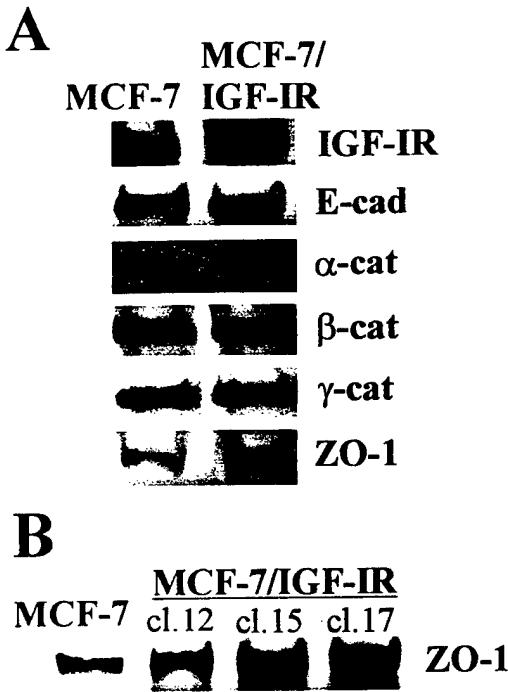 A
MCF-7/
MCF-7 IGF-IR
IGF-IR
E-cad
α-cat
β-cat
γ-cat
ZO-1
B
MCF-7/IGF-IR
MCF-7 cl.12 cl.15 cl.17
ZO-1